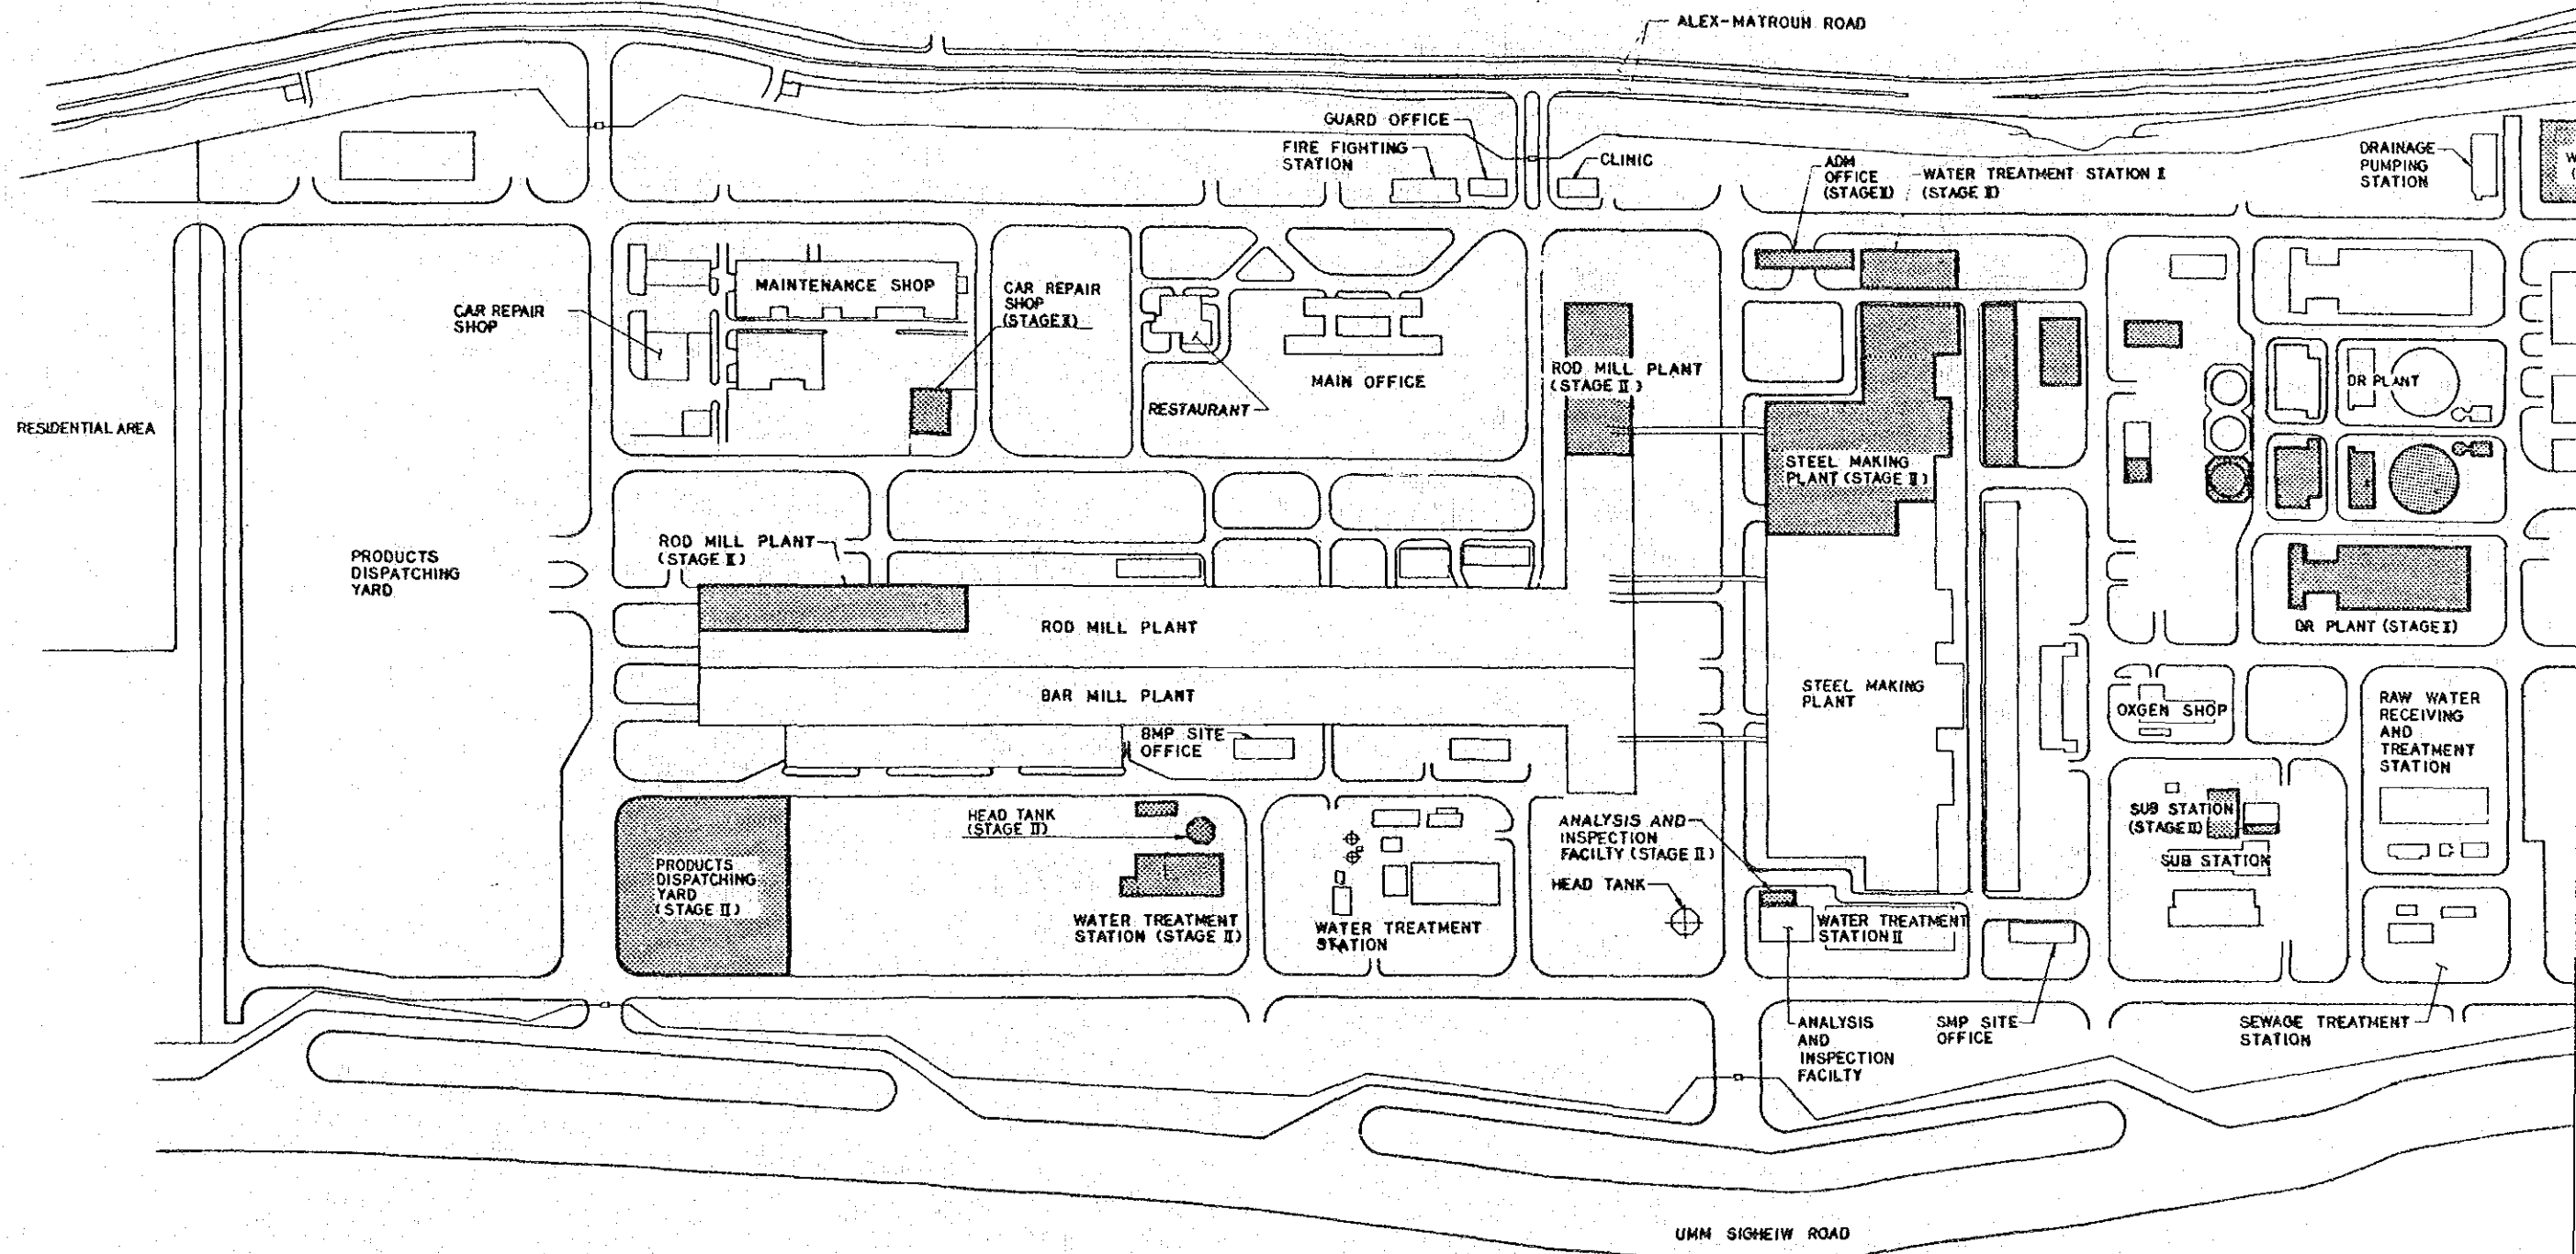 ALEX-MATROUH ROAD
GUARD OFFICE
FIRE FIGHTING
STATION
CLINIC
ADM
OFFICE
(STAGE II)
WATER TREATMENT STATION II
(STAGE II)
DRAINAGE
PUMPING
STATION
MAINTENANCE SHOP
CAR REPAIR
SHOP
(STAGE II)
CAR REPAIR
SHOP
RESIDENTIAL AREA
RESTAURANT
MAIN OFFICE
ROD MILL PLANT
(STAGE II)
DR PLANT
STEEL MAKING
PLANT (STAGE II)
PRODUCTS
DISPATCHING
YARD
ROD MILL PLANT
(STAGE II)
ROD MILL PLANT
BAR MILL PLANT
DR PLANT (STAGE II)
STEEL MAKING
PLANT
OXGEN SHOP
RAW WATER
RECEIVING
AND
TREATMENT
STATION
BMP SITE
OFFICE
HEAD TANK
(STAGE II)
ANALYSIS AND
INSPECTION
FACILTY (STAGE II)
HEAD TANK
SUB STATION
(STAGE II)
SUB STATION
PRODUCTS
DISPATCHING
YARD
(STAGE II)
WATER TREATMENT
STATION (STAGE II)
WATER TREATMENT
STATION
WATER TREATMENT
STATION II
ANALYSIS
AND
INSPECTION
FACILTY
SMP SITE
OFFICE
SEWAGE TREATMENT
STATION
UMM SIGHEIW ROAD